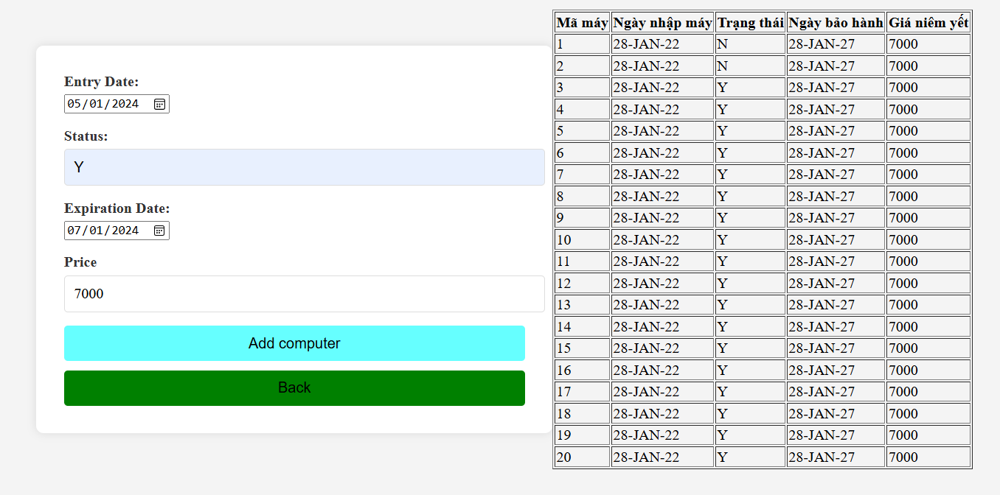 Entry Date:
05/01/2024
Status:
Y
Expiration Date:
07/01/2024
Price
7000
Add computer
Back
Mã máy Ngày nhập máy Trạng thái Ngày bảo hành Giá niêm yết
1 28-JAN-22 N 28-JAN-27 7000
2 28-JAN-22 N 28-JAN-27 7000
3 28-JAN-22 Y 28-JAN-27 7000
4 28-JAN-22 Y 28-JAN-27 7000
5 28-JAN-22 Y 28-JAN-27 7000
6 28-JAN-22 Y 28-JAN-27 7000
7 28-JAN-22 Y 28-JAN-27 7000
8 28-JAN-22 Y 28-JAN-27 7000
9 28-JAN-22 Y 28-JAN-27 7000
10 28-JAN-22 Y 28-JAN-27 7000
11 28-JAN-22 Y 28-JAN-27 7000
12 28-JAN-22 Y 28-JAN-27 7000
13 28-JAN-22 Y 28-JAN-27 7000
14 28-JAN-22 Y 28-JAN-27 7000
15 28-JAN-22 Y 28-JAN-27 7000
16 28-JAN-22 Y 28-JAN-27 7000
17 28-JAN-22 Y 28-JAN-27 7000
18 28-JAN-22 Y 28-JAN-27 7000
19 28-JAN-22 Y 28-JAN-27 7000
20 28-JAN-22 Y 28-JAN-27 7000